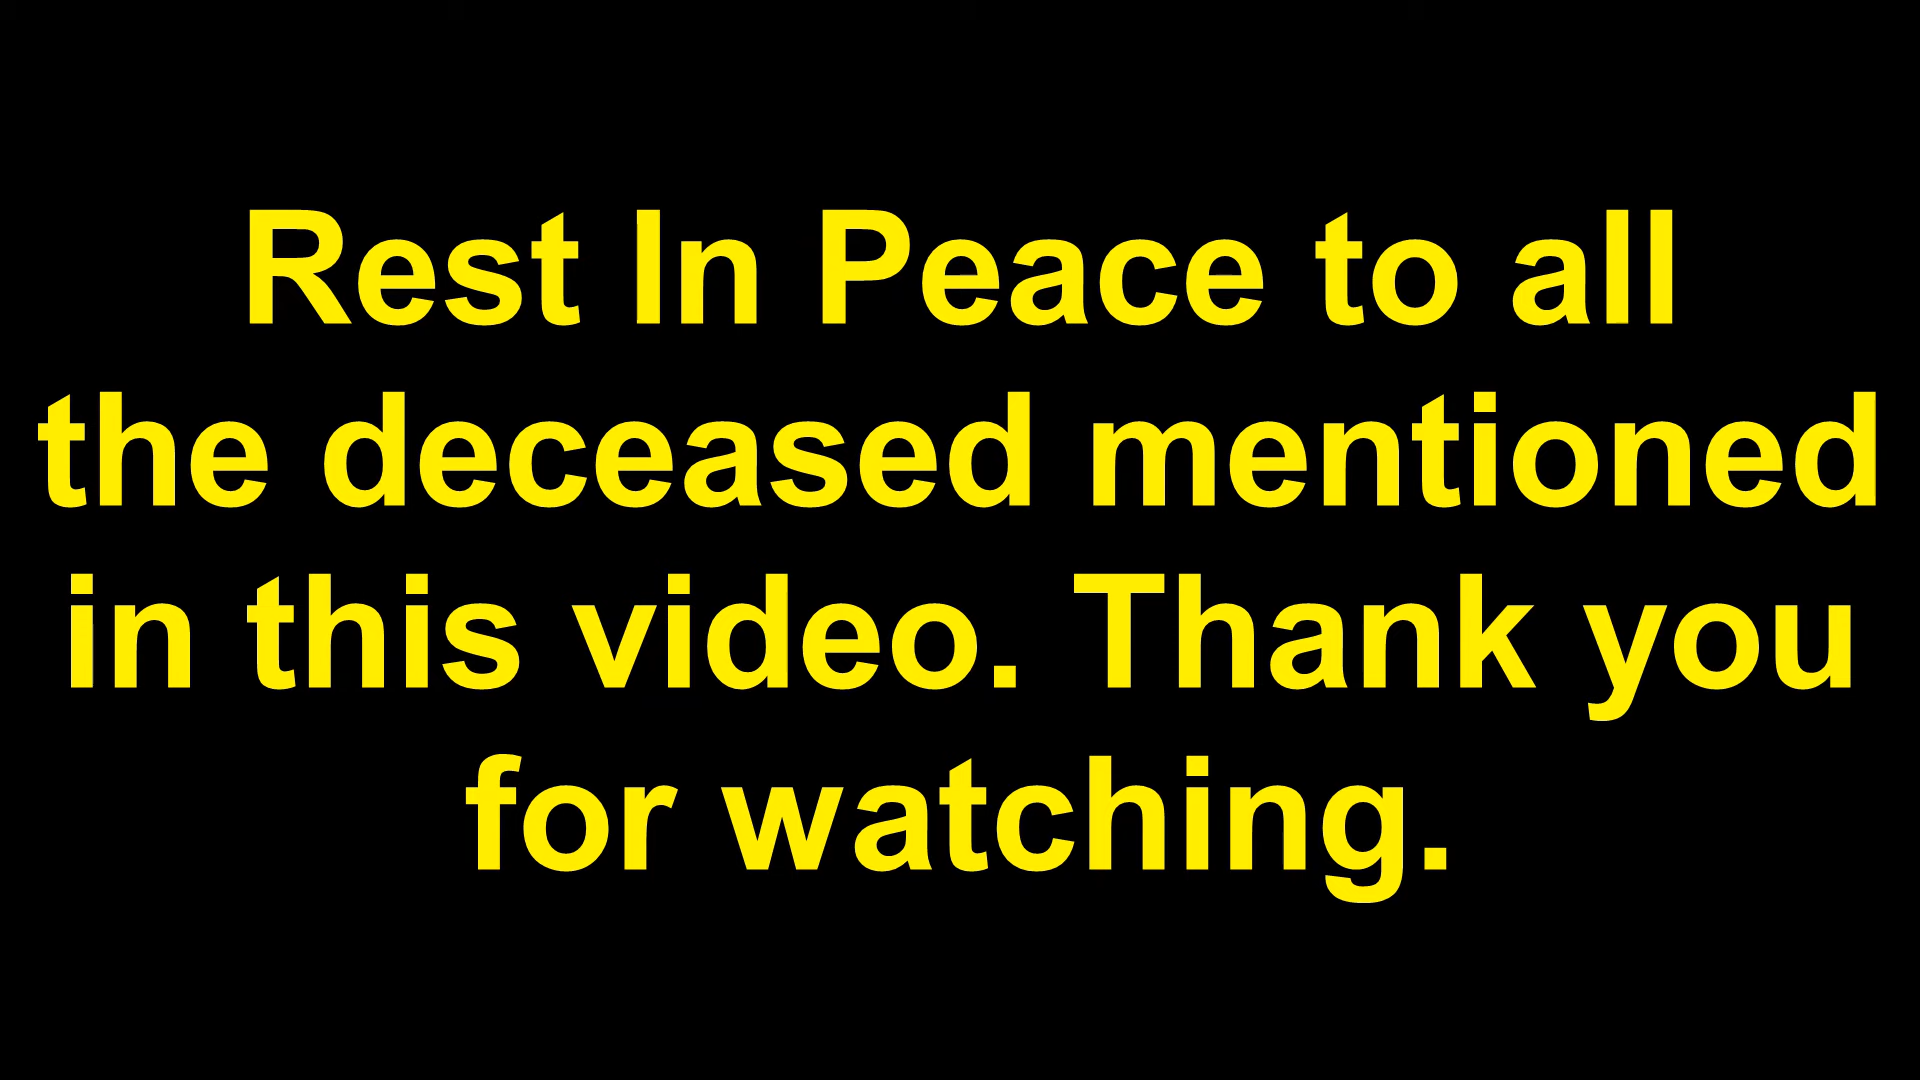 Rest In Peace to all
the deceased mentioned
in this video. Thank you
for watching.